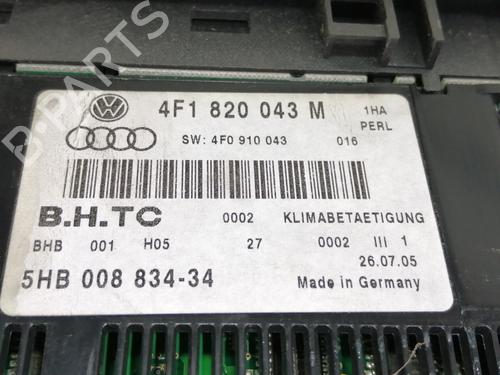 B-Parts
4F1 820 043 M
1HA
PERL
SW: 4F0 910 043
016
B.H.TC
0002
KLIMABETAETIGUNG
BHB 001 H05 27 0002 III 1
26.07.05
5HB 008 834-34
Made in Germany